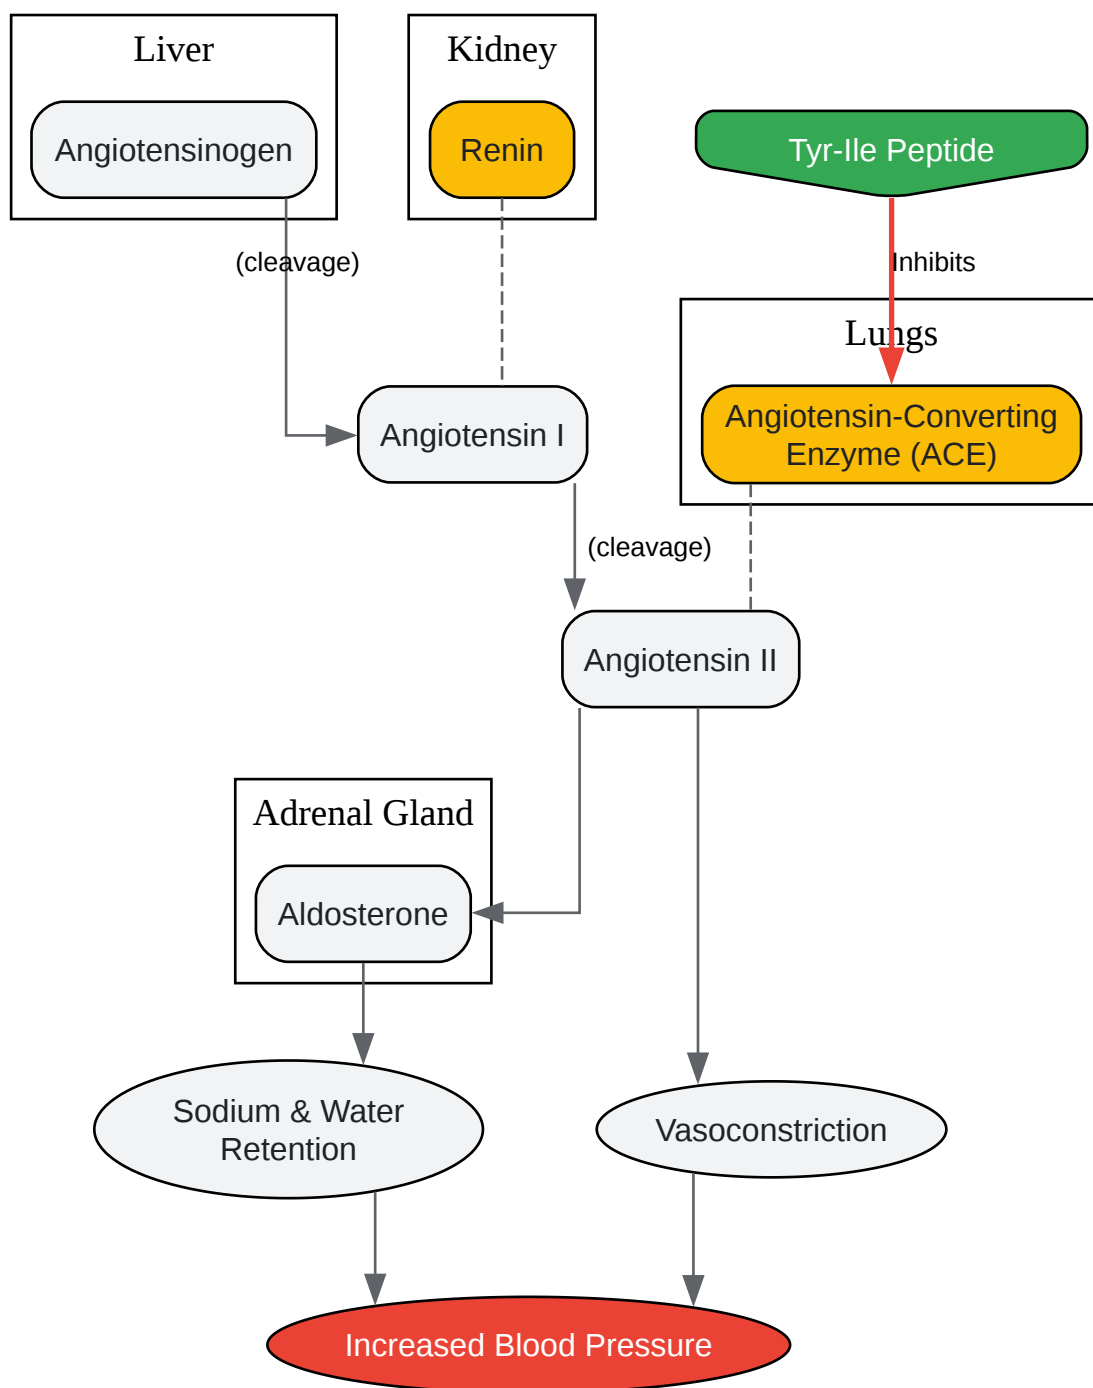 Liver
Kidney
Angiotensinogen
Renin
Tyr-Ile Peptide
(cleavage)
Inhibits
Lungs
Angiotensin I
Angiotensin-Converting
Enzyme (ACE)
(cleavage)
Angiotensin II
Adrenal Gland
Aldosterone
Sodium & Water
Retention
Vasoconstriction
Increased Blood Pressure